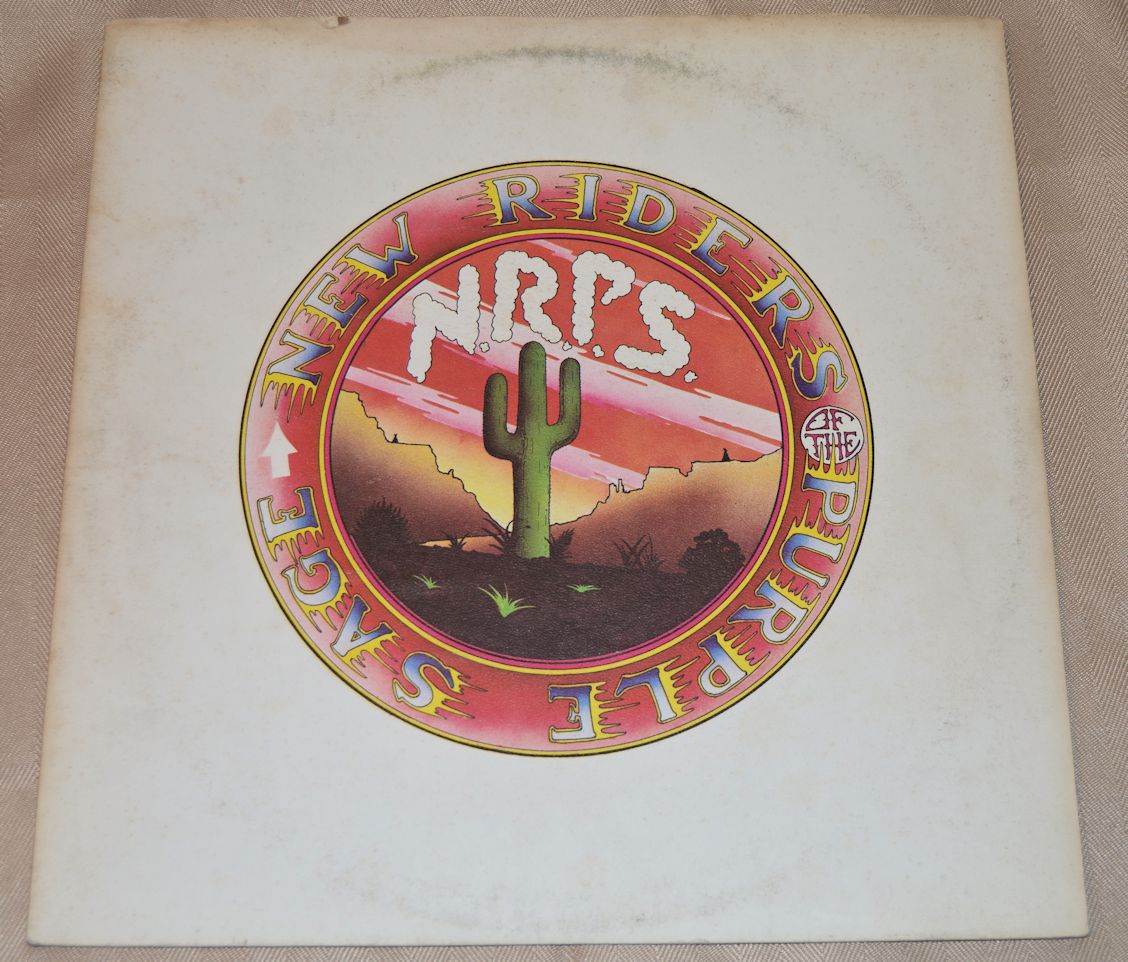 NEW RIDERS
OF THE
PURPLE SAGE
N.R.P.S.